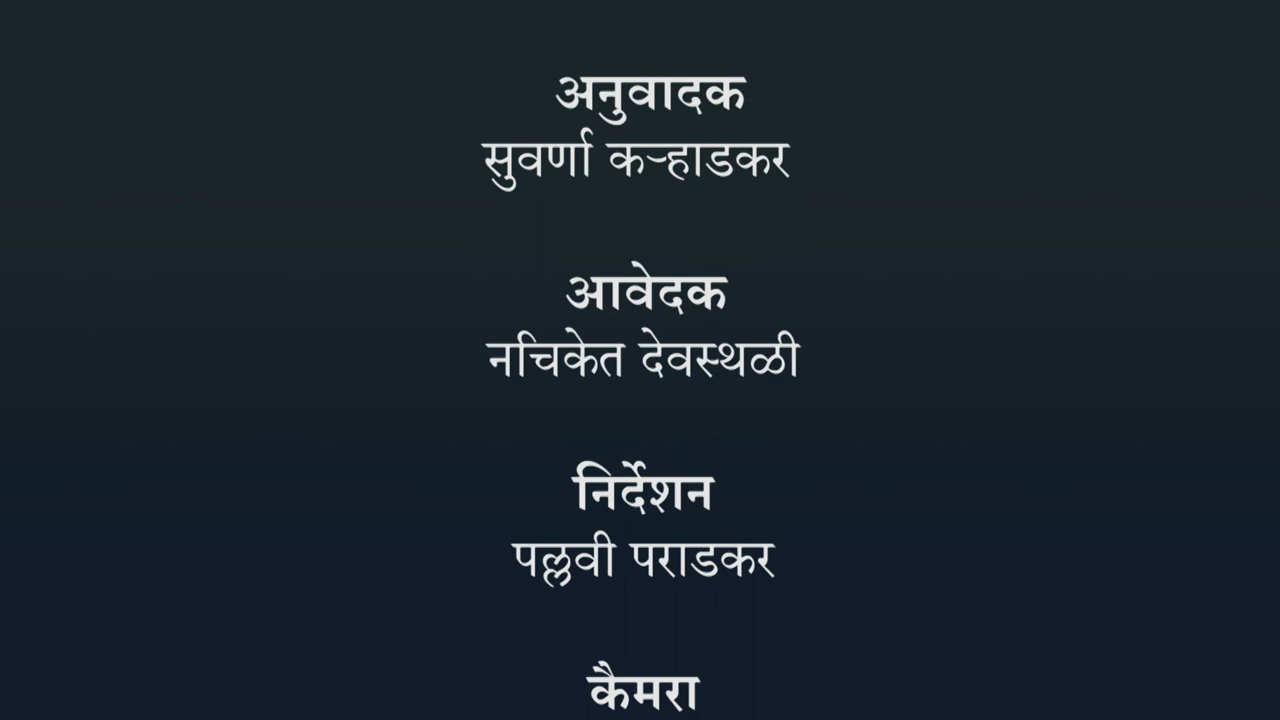 अनुवादक
सुवर्णा कऱ्हाडकर
आवेदक
नचिकेत देवस्थळी
निर्देशन
पल्लवी पराडकर
कैमरा